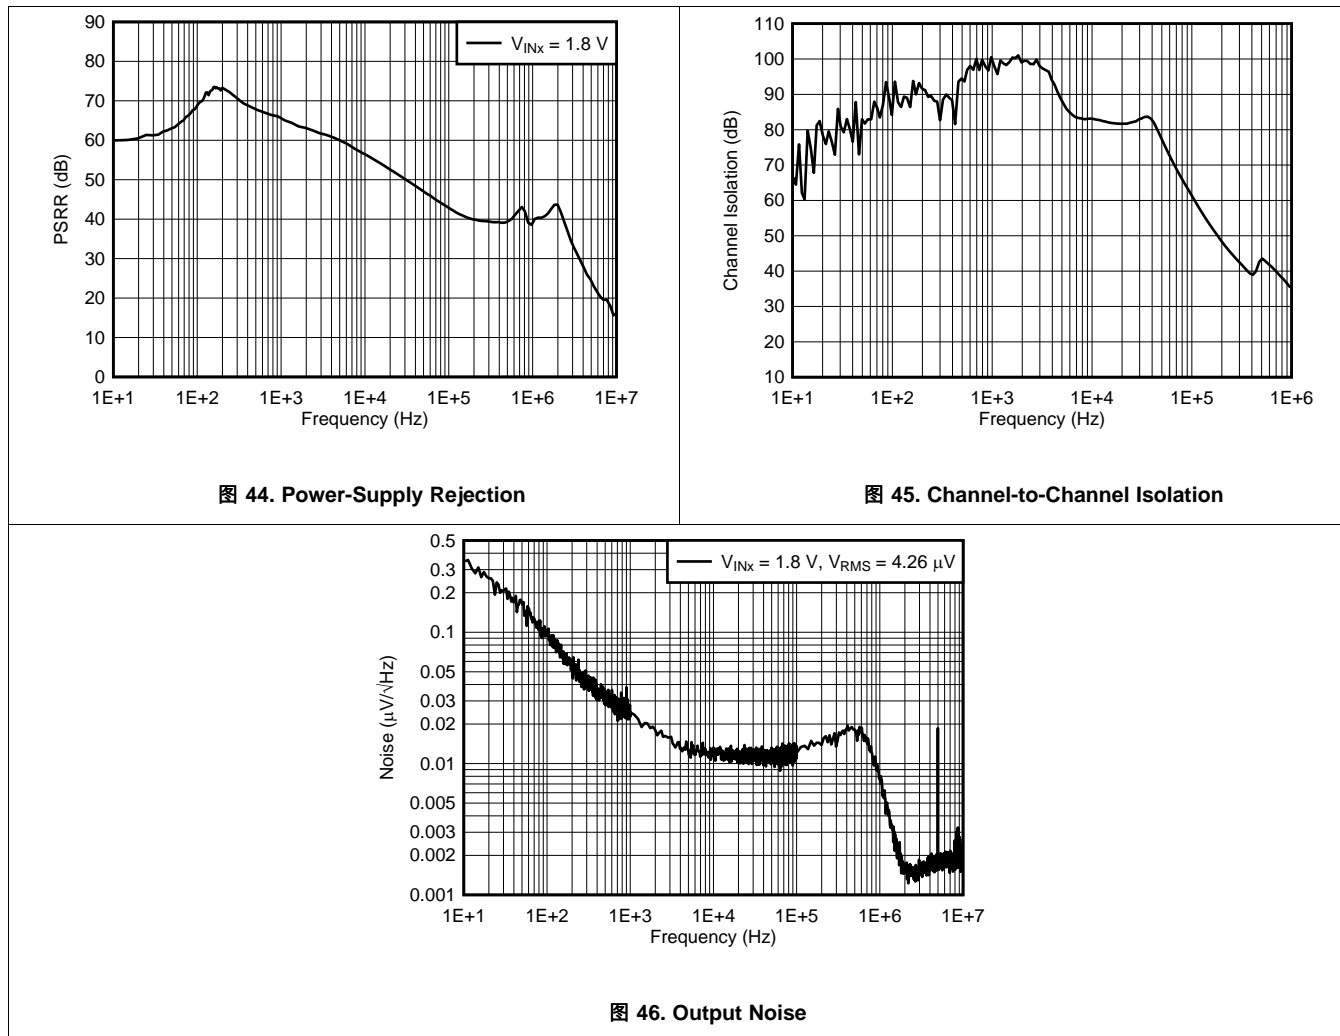 90
80
70
60
50
40
30
20
10
0
PSRR (dB)
V_INx = 1.8 V
1E+1 1E+2 1E+3 1E+4 1E+5 1E+6 1E+7
Frequency (Hz)
图 44. Power-Supply Rejection
110
100
90
80
70
60
50
40
30
20
10
Channel Isolation (dB)
1E+1 1E+2 1E+3 1E+4 1E+5 1E+6
Frequency (Hz)
图 45. Channel-to-Channel Isolation
0.5
0.3
0.2
0.1
0.05
0.03
0.02
0.01
0.005
0.003
0.002
0.001
Noise (μV/√Hz)
V_INx = 1.8 V, V_RMS = 4.26 μV
1E+1 1E+2 1E+3 1E+4 1E+5 1E+6 1E+7
Frequency (Hz)
图 46. Output Noise